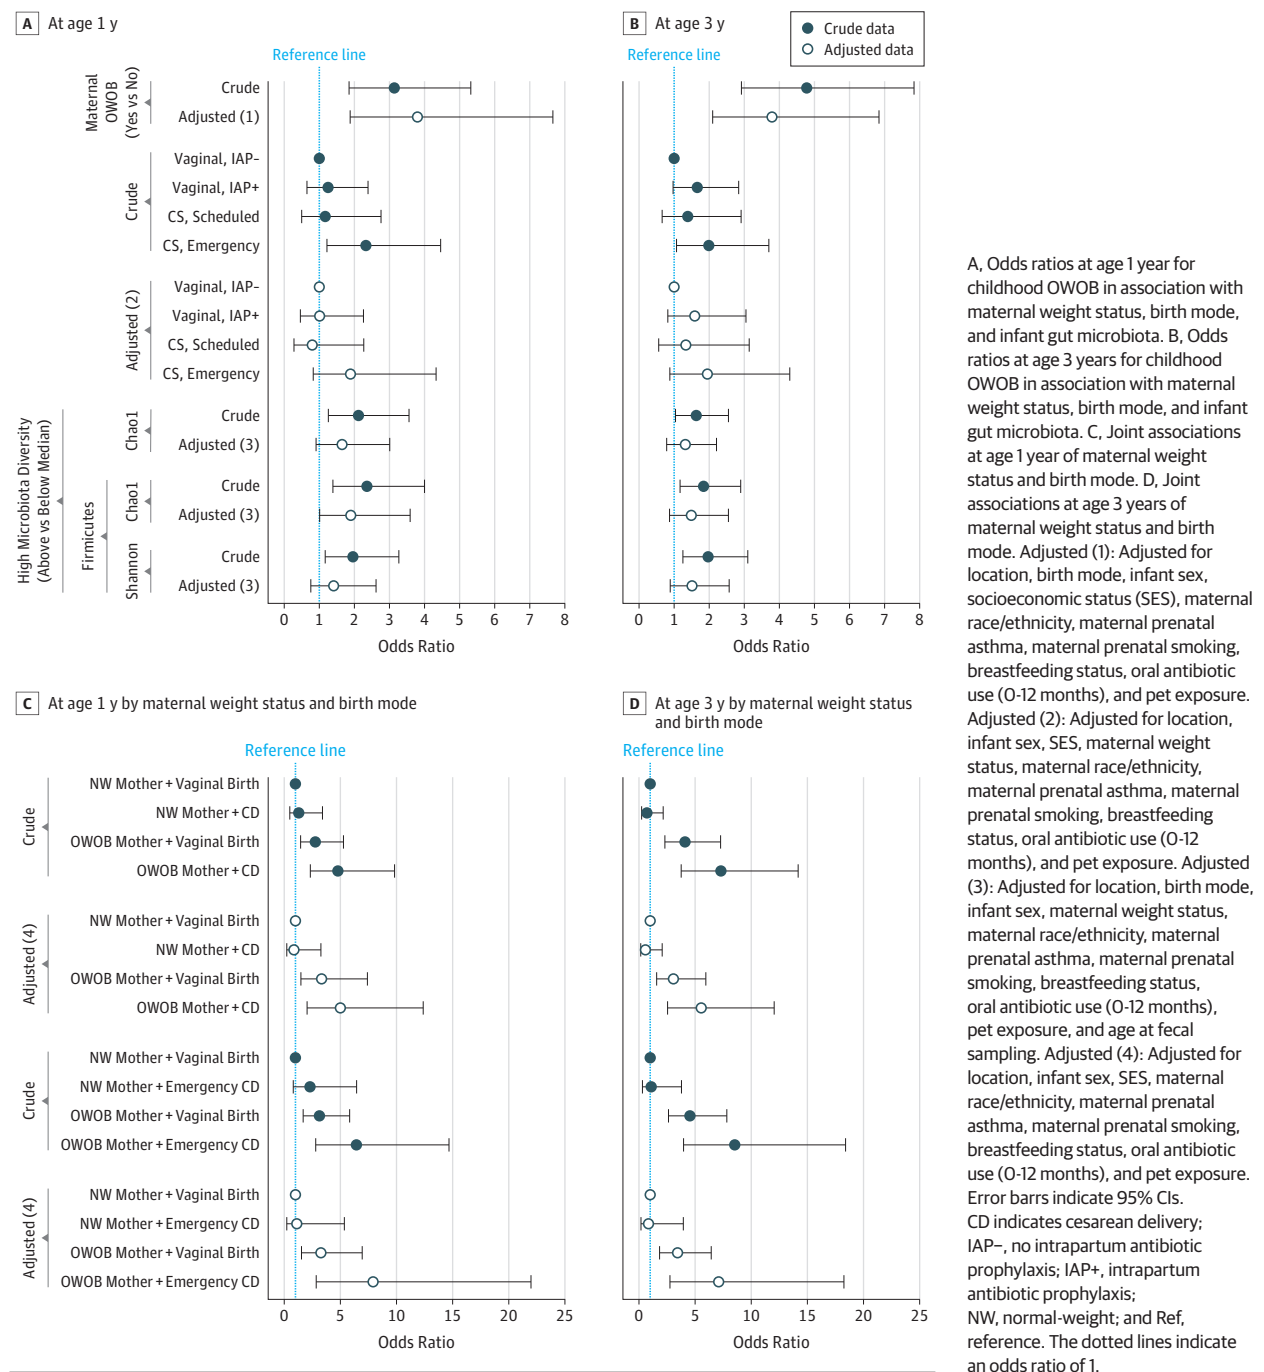 A At age 1 y
B At age 3 y
Crude data
Adjusted data
Reference line
Reference line
Maternal
OWOB
(Yes vs No)
Crude
Adjusted (1)
Crude
Vaginal, IAP−
Vaginal, IAP+
CS, Scheduled
CS, Emergency
Adjusted (2)
Vaginal, IAP−
Vaginal, IAP+
CS, Scheduled
CS, Emergency
High Microbiota Diversity
(Above vs Below Median)
Chao1
Crude
Adjusted (3)
Firmicutes
Chao1
Crude
Adjusted (3)
Shannon
Crude
Adjusted (3)
0 1 2 3 4 5 6 7 8
Odds Ratio
0 1 2 3 4 5 6 7 8
Odds Ratio
C At age 1 y by maternal weight status and birth mode
D At age 3 y by maternal weight status
and birth mode
Reference line
Reference line
Crude
NW Mother + Vaginal Birth
NW Mother + CD
OWOB Mother + Vaginal Birth
OWOB Mother + CD
Adjusted (4)
NW Mother + Vaginal Birth
NW Mother + CD
OWOB Mother + Vaginal Birth
OWOB Mother + CD
Crude
NW Mother + Vaginal Birth
NW Mother + Emergency CD
OWOB Mother + Vaginal Birth
OWOB Mother + Emergency CD
Adjusted (4)
NW Mother + Vaginal Birth
NW Mother + Emergency CD
OWOB Mother + Vaginal Birth
OWOB Mother + Emergency CD
0 5 10 15 20 25
Odds Ratio
0 5 10 15 20 25
Odds Ratio
A, Odds ratios at age 1 year for
childhood OWOB in association with
maternal weight status, birth mode,
and infant gut microbiota. B, Odds
ratios at age 3 years for childhood
OWOB in association with maternal
weight status, birth mode, and infant
gut microbiota. C, Joint associations
at age 1 year of maternal weight
status and birth mode. D, Joint
associations at age 3 years of
maternal weight status and birth
mode. Adjusted (1): Adjusted for
location, birth mode, infant sex,
socioeconomic status (SES), maternal
race/ethnicity, maternal prenatal
asthma, maternal prenatal smoking,
breastfeeding status, oral antibiotic
use (0-12 months), and pet exposure.
Adjusted (2): Adjusted for location,
infant sex, SES, maternal weight
status, maternal race/ethnicity,
maternal prenatal asthma, maternal
prenatal smoking, breastfeeding
status, oral antibiotic use (0-12
months), and pet exposure. Adjusted
(3): Adjusted for location, birth mode,
infant sex, maternal weight status,
maternal race/ethnicity, maternal
prenatal asthma, maternal prenatal
smoking, breastfeeding status,
oral antibiotic use (0-12 months),
pet exposure, and age at fecal
sampling. Adjusted (4): Adjusted for
location, infant sex, SES, maternal
race/ethnicity, maternal prenatal
asthma, maternal prenatal smoking,
breastfeeding status, oral antibiotic
use (0-12 months), and pet exposure.
Error barrs indicate 95% CIs.
CD indicates cesarean delivery;
IAP−, no intrapartum antibiotic
prophylaxis; IAP+, intrapartum
antibiotic prophylaxis;
NW, normal-weight; and Ref,
reference. The dotted lines indicate
an odds ratio of 1.